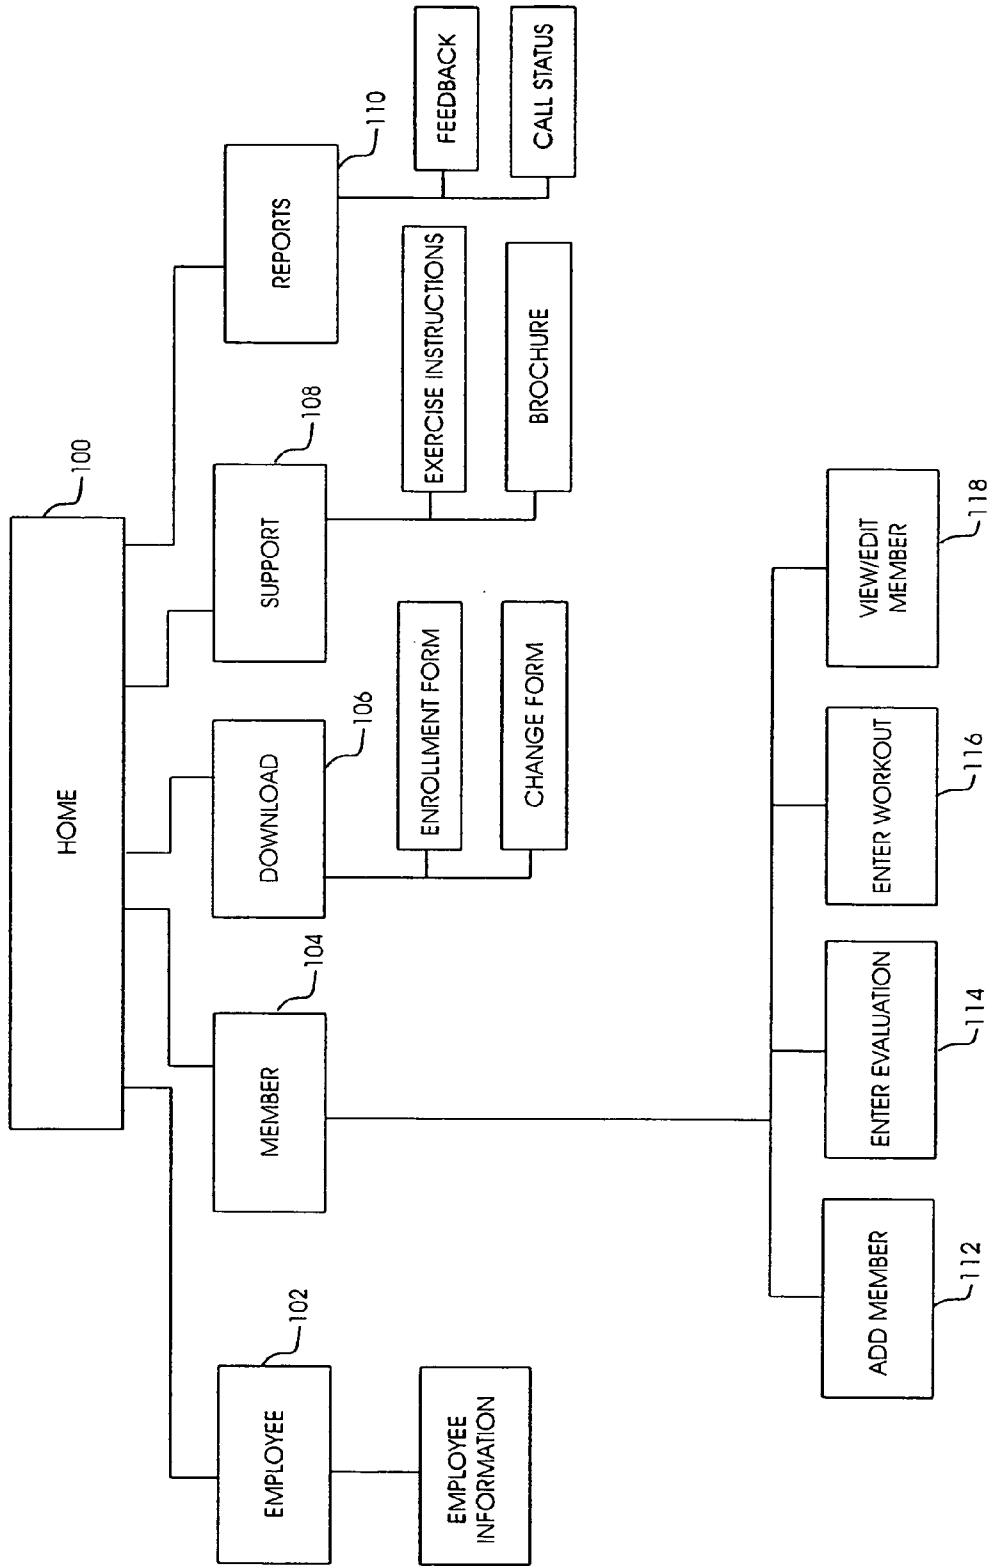 HOME
100
EMPLOYEE
102
MEMBER
104
DOWNLOAD
106
SUPPORT
108
REPORTS
110
EMPLOYEE
INFORMATION
ENROLLMENT FORM
CHANGE FORM
EXERCISE INSTRUCTIONS
BROCHURE
FEEDBACK
CALL STATUS
ADD MEMBER
112
ENTER EVALUATION
114
ENTER WORKOUT
116
VIEW/EDIT
MEMBER
118